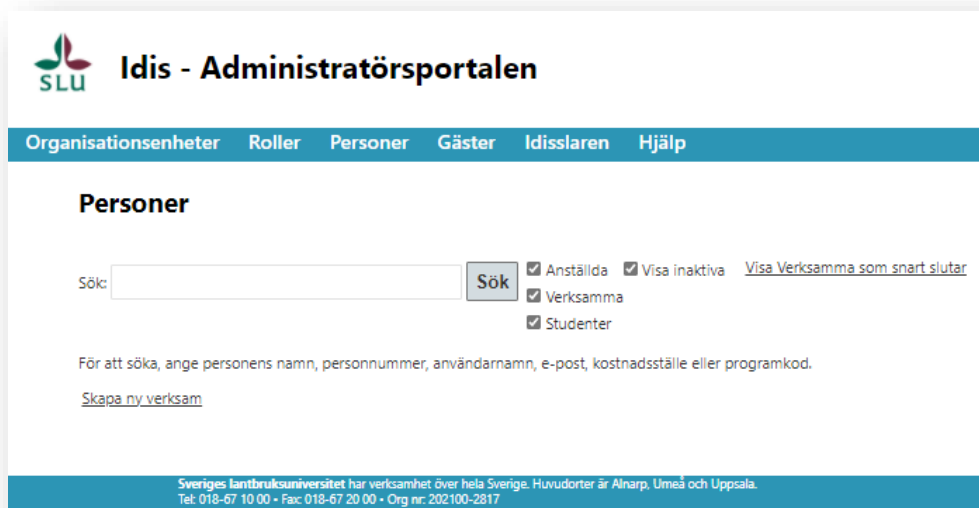 SLU
Idis - Administratörsportalen
Organisationsenheter Roller Personer Gäster Idisslaren Hjälp
Personer
Sök: Sök Anställda Visa inaktiva Visa Verksamma som snart slutar
Verksamma
Studenter
För att söka, ange personens namn, personnummer, användarnamn, e-post, kostnadsställe eller programkod.
Skapa ny verksam
Sveriges lantbruksuniversitet har verksamhet över hela Sverige. Huvudorter är Alnarp, Umeå och Uppsala.
Tel: 018-67 10 00 • Fax: 018-67 20 00 • Org nr: 202100-2817